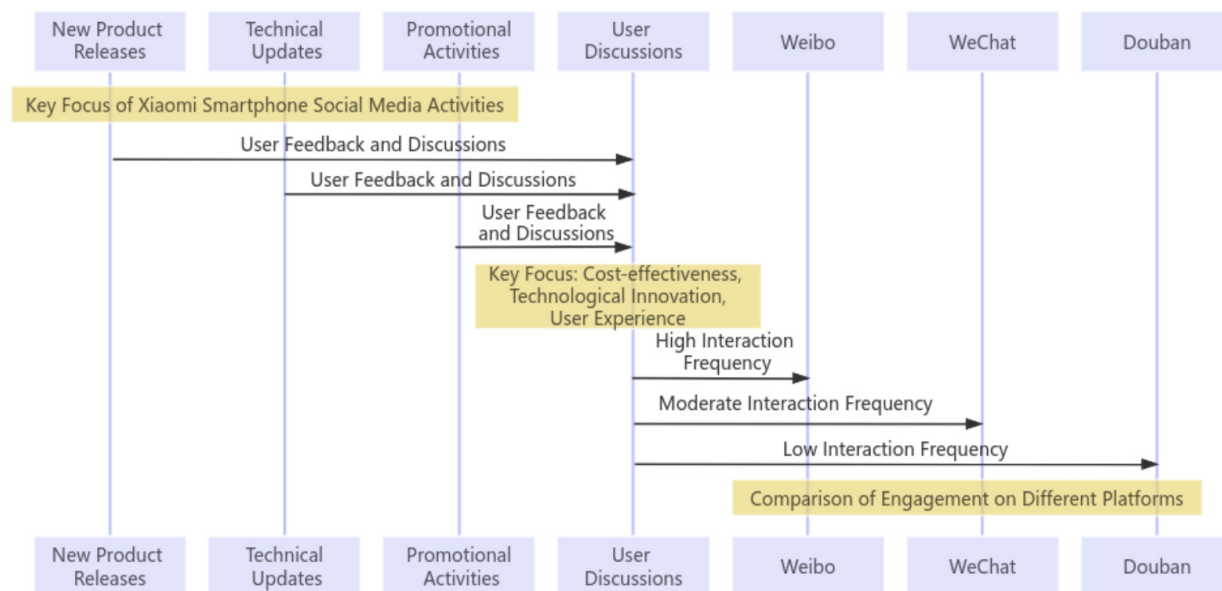 New Product
Releases
Technical
Updates
Promotional
Activities
User
Discussions
Weibo
WeChat
Douban
Key Focus of Xiaomi Smartphone Social Media Activities
User Feedback and Discussions
User Feedback and Discussions
User Feedback
and Discussions
Key Focus: Cost-effectiveness,
Technological Innovation,
User Experience
High Interaction
Frequency
Moderate Interaction Frequency
Low Interaction Frequency
Comparison of Engagement on Different Platforms
New Product
Releases
Technical
Updates
Promotional
Activities
User
Discussions
Weibo
WeChat
Douban